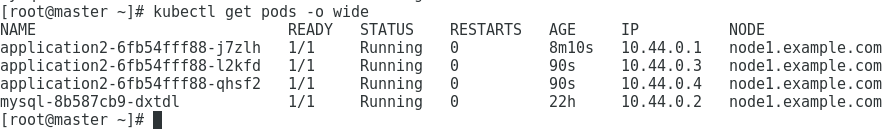 [root@master ~]# kubectl get pods -o wide
NAME READY STATUS RESTARTS AGE IP NODE
application2-6fb54fff88-j7zlh 1/1 Running 0 8m10s 10.44.0.1 node1.example.com
application2-6fb54fff88-l2kfd 1/1 Running 0 90s 10.44.0.3 node1.example.com
application2-6fb54fff88-qhsf2 1/1 Running 0 90s 10.44.0.4 node1.example.com
mysql-8b587cb9-dxtdl 1/1 Running 0 22h 10.44.0.2 node1.example.com
[root@master ~]#